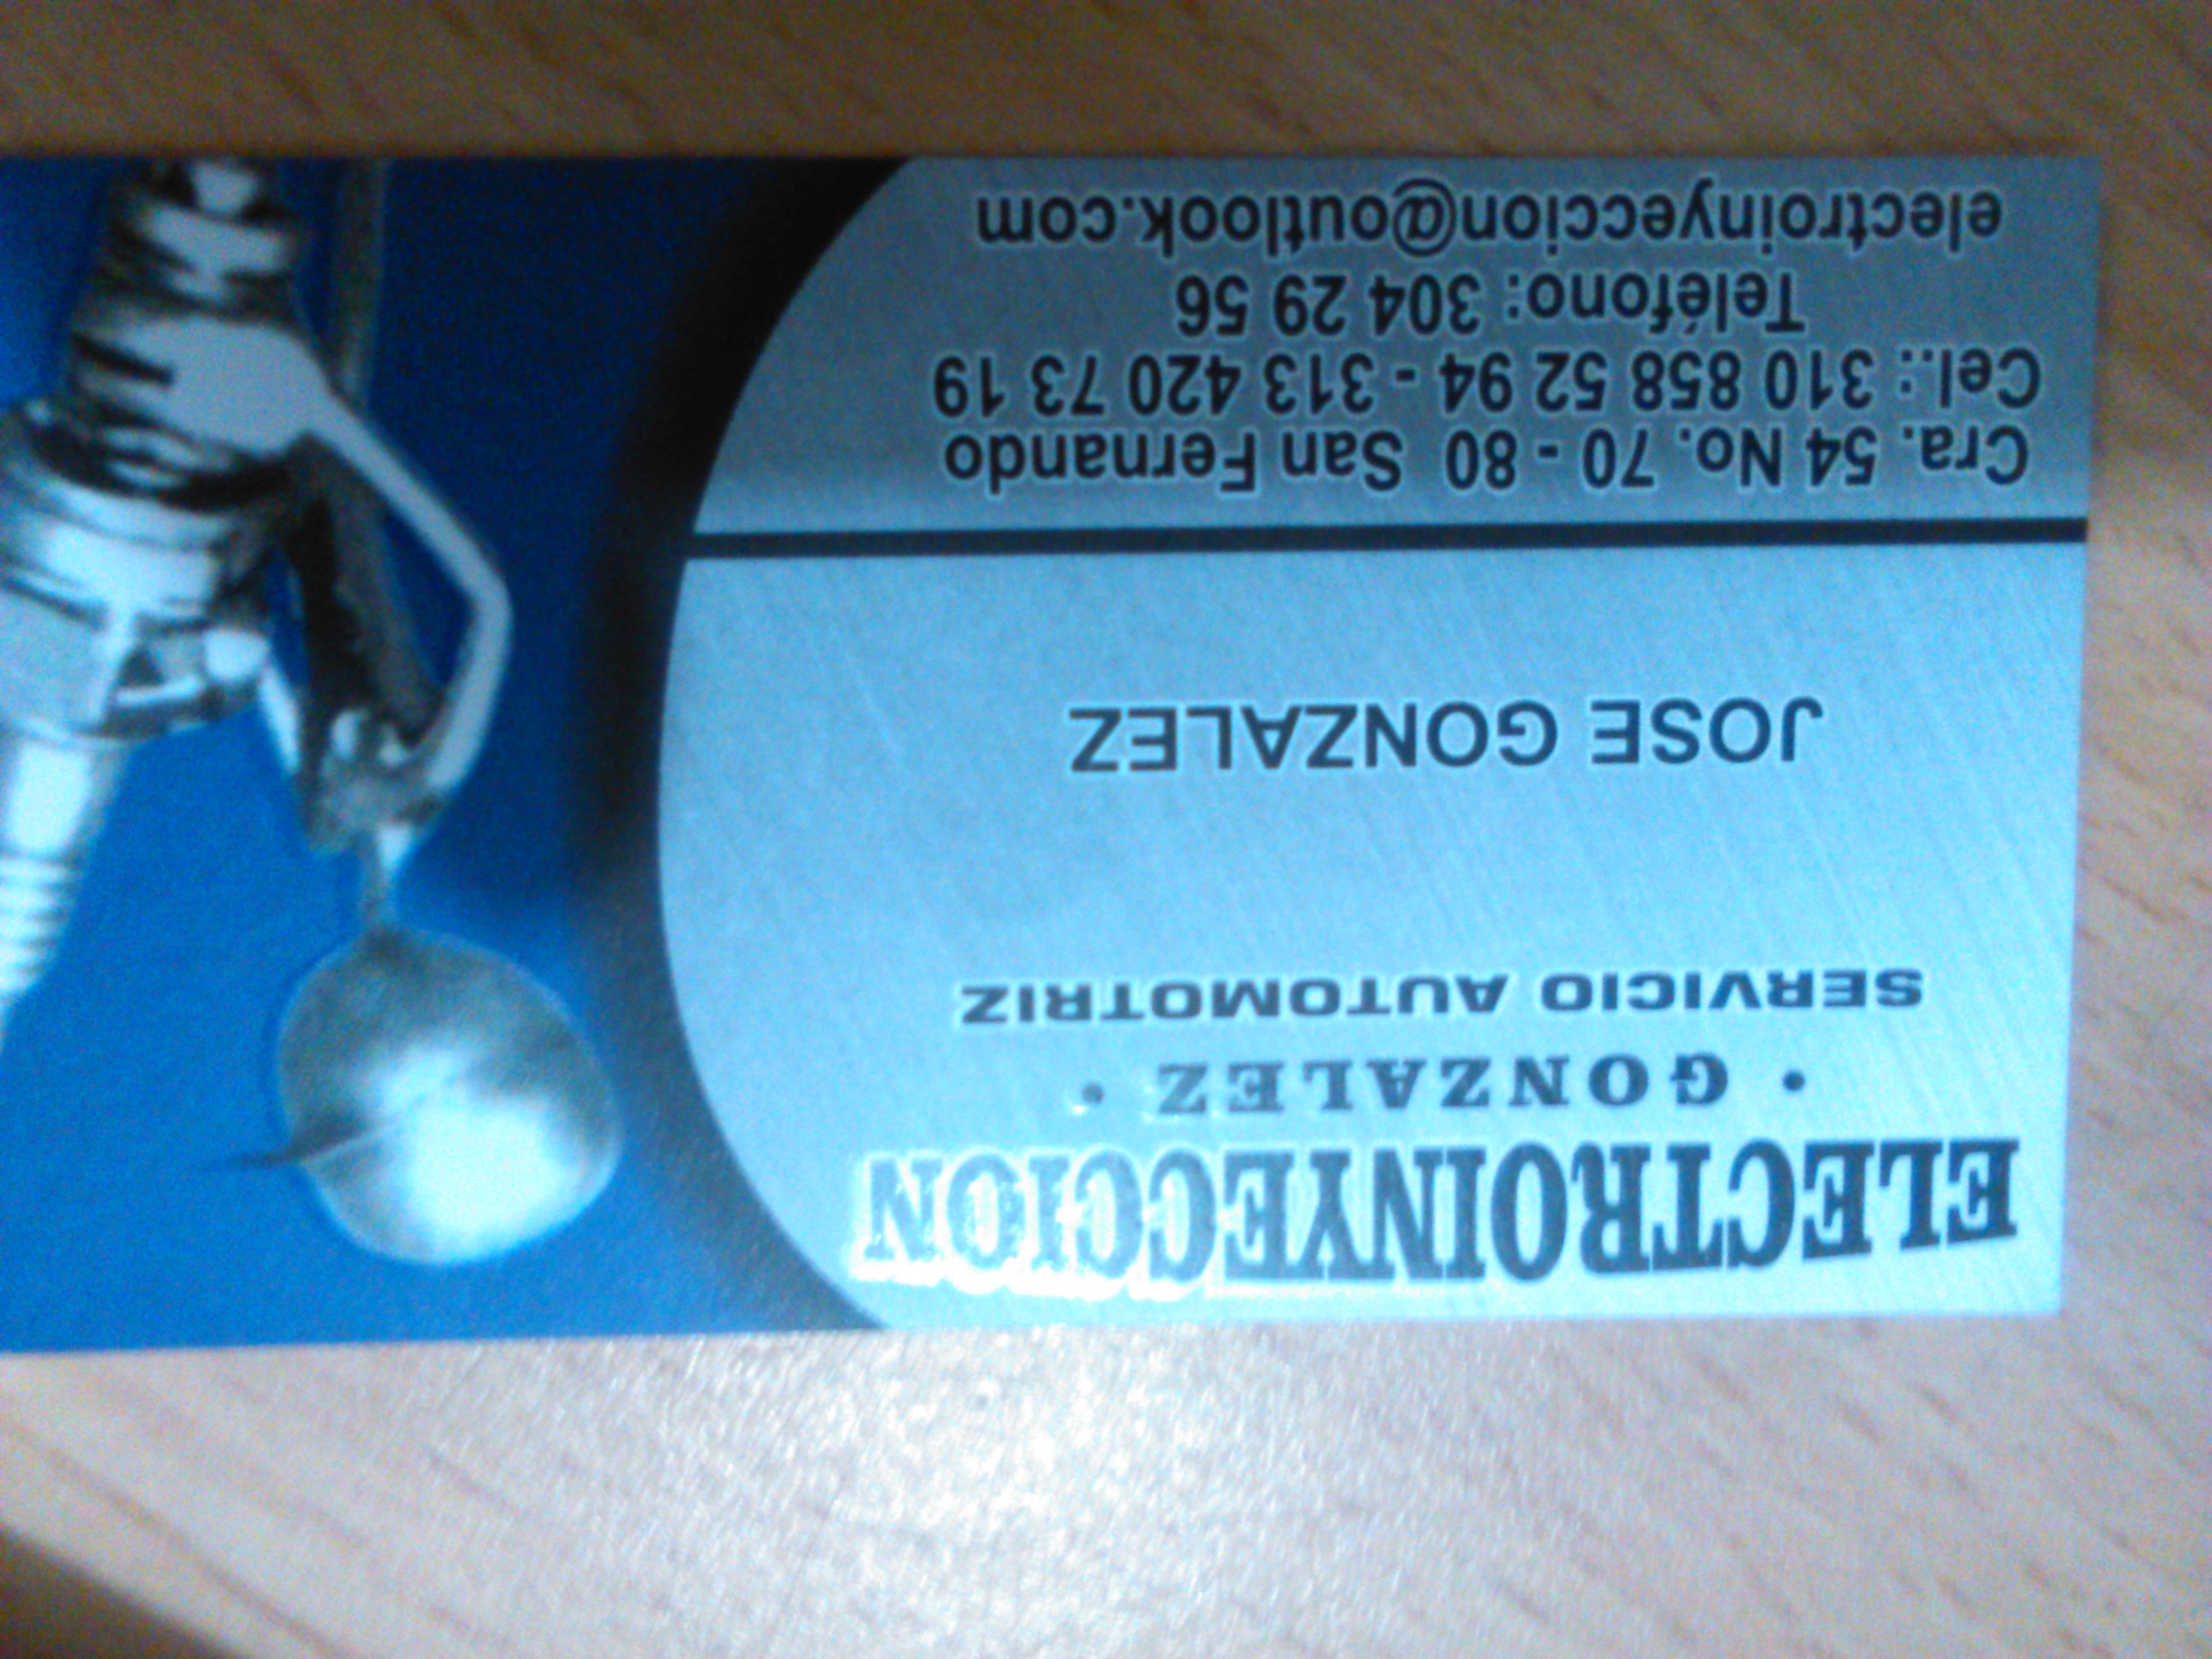 ELECTROINYECCION
• GONZALEZ •
SERVICIO AUTOMOTRIZ
JOSE GONZALEZ
Cra. 54 No. 70 - 80 San Fernando
Cel.: 310 858 52 94 - 313 420 73 19
Teléfono: 304 29 56
electroinyeccion@outlook.com